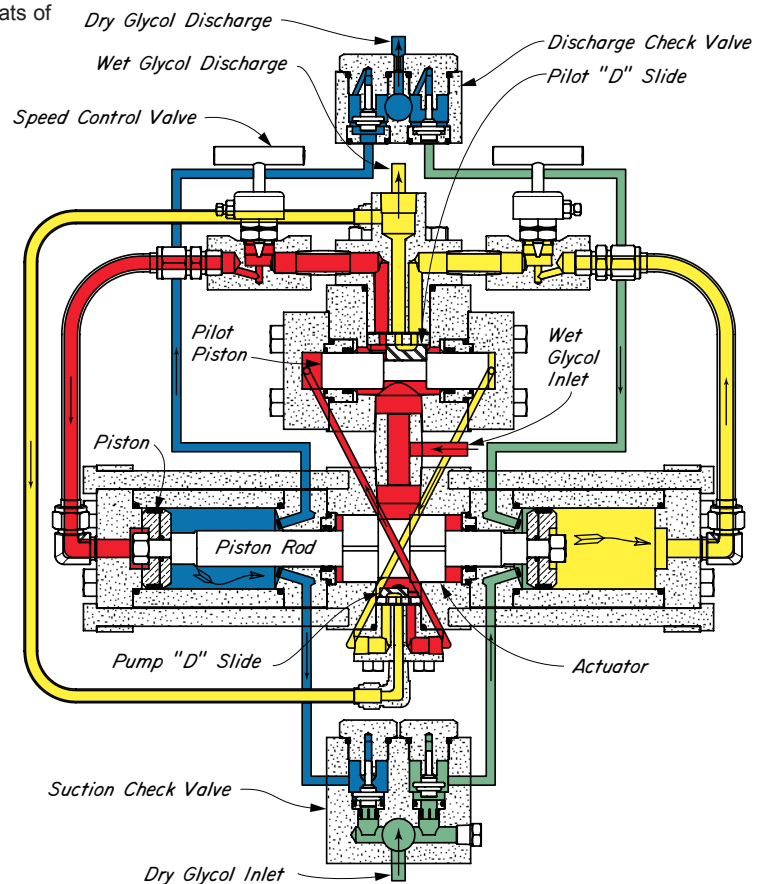 ats of
Dry Glycol Discharge
Wet Glycol Discharge
Discharge Check Valve
Pilot "D" Slide
Speed Control Valve
Pilot
Piston
Wet
Glycol
Inlet
Piston
Piston Rod
Pump "D" Slide
Actuator
Suction Check Valve
Dry Glycol Inlet